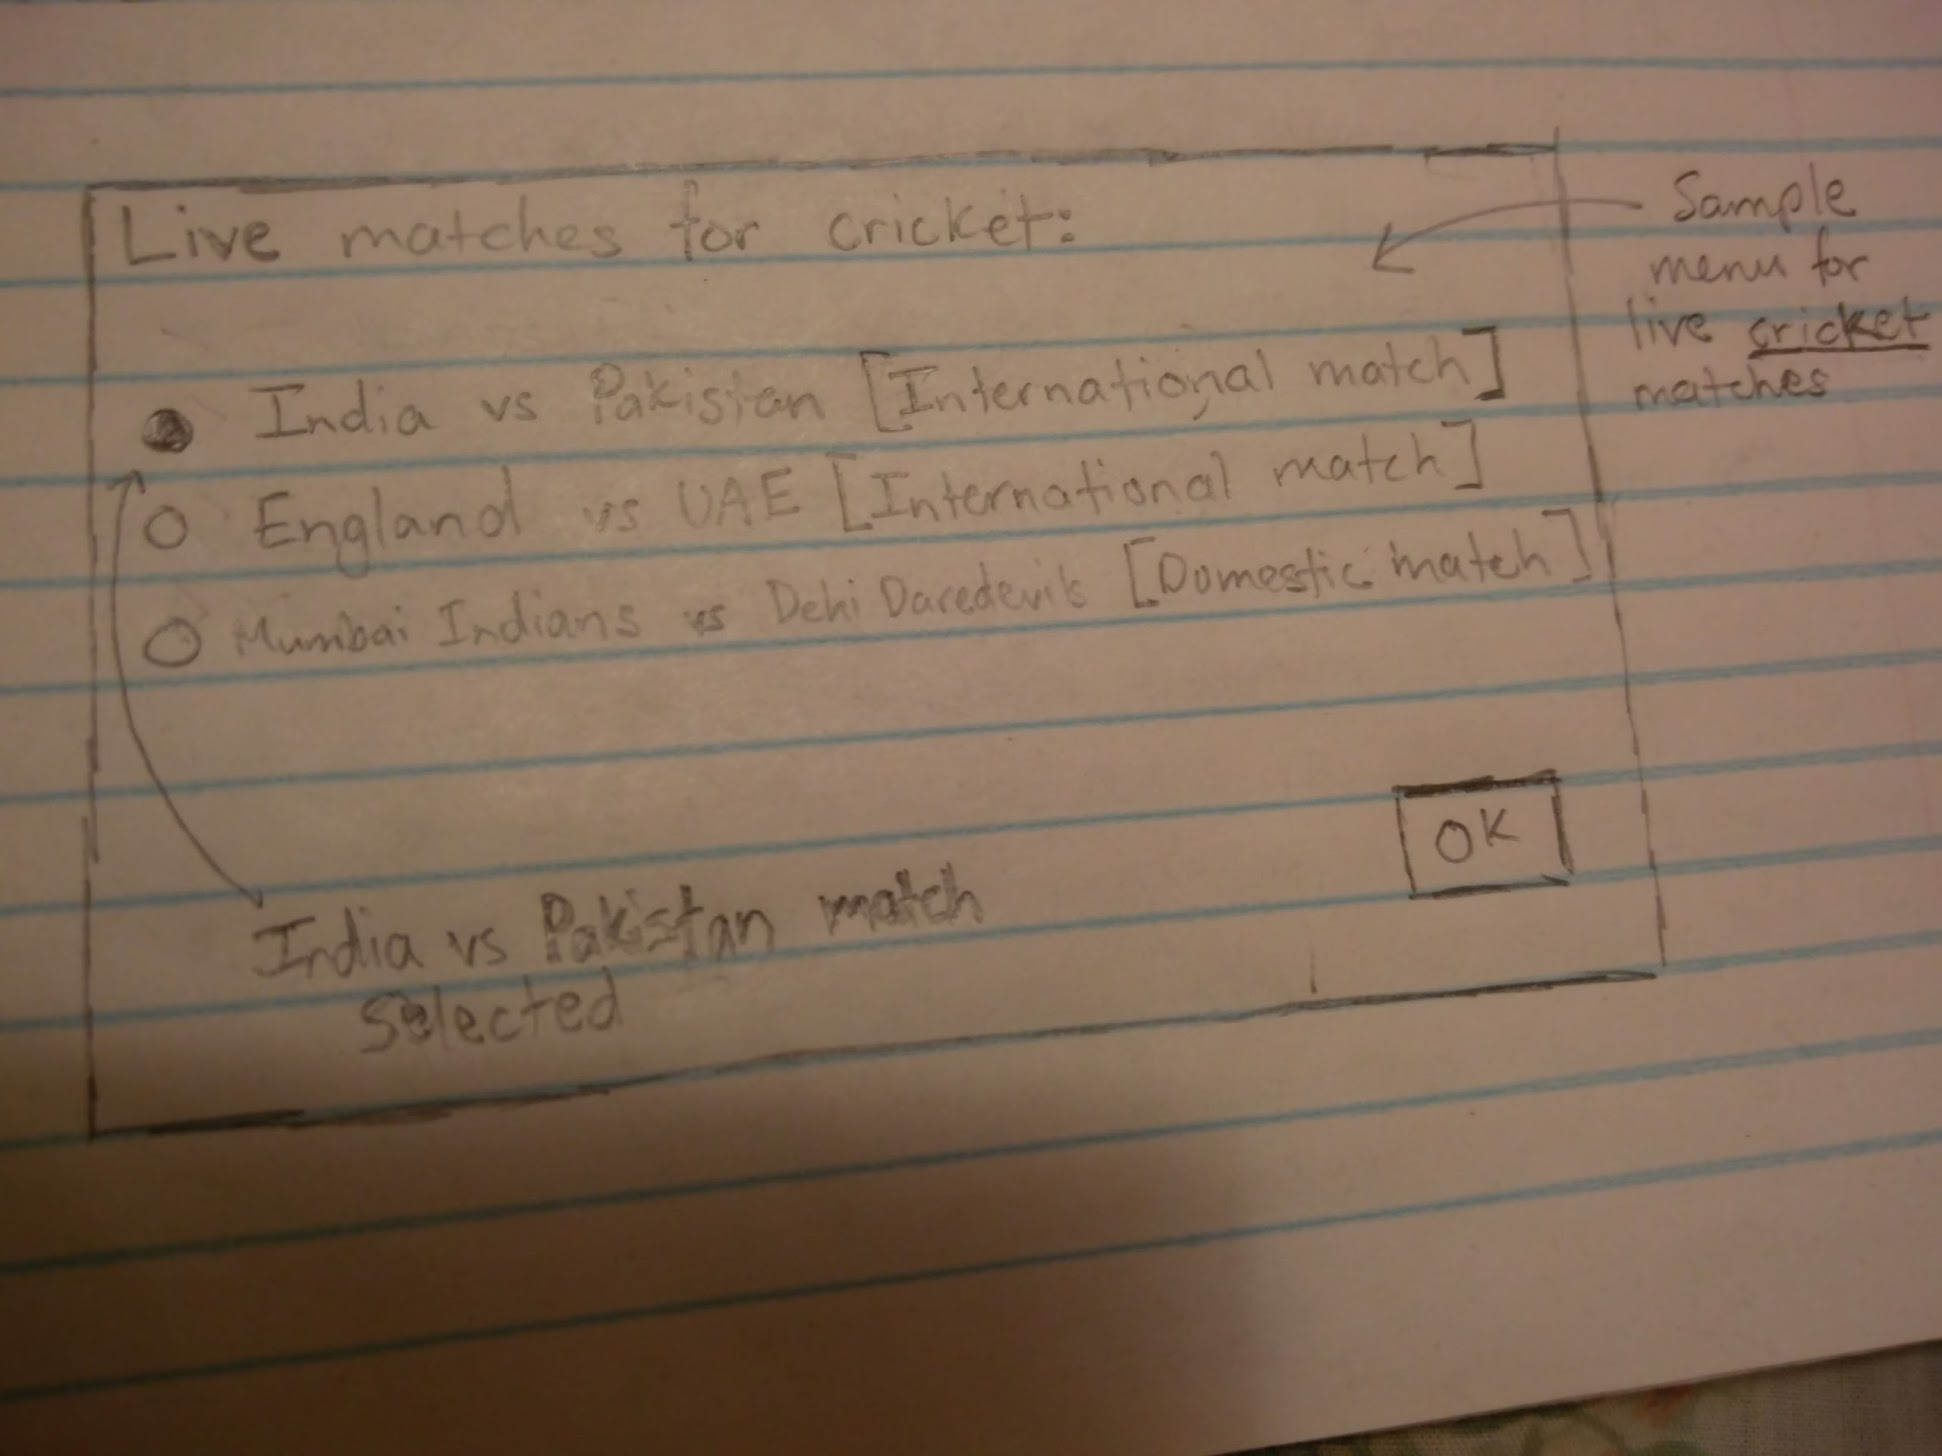 Live matches for cricket:
Sample
menu for
live cricket
matches
India vs Pakistan [International match]
England vs UAE [International match]
Mumbai Indians vs Dehi Daredevils [Domestic match]
OK
India vs Pakistan match
selected